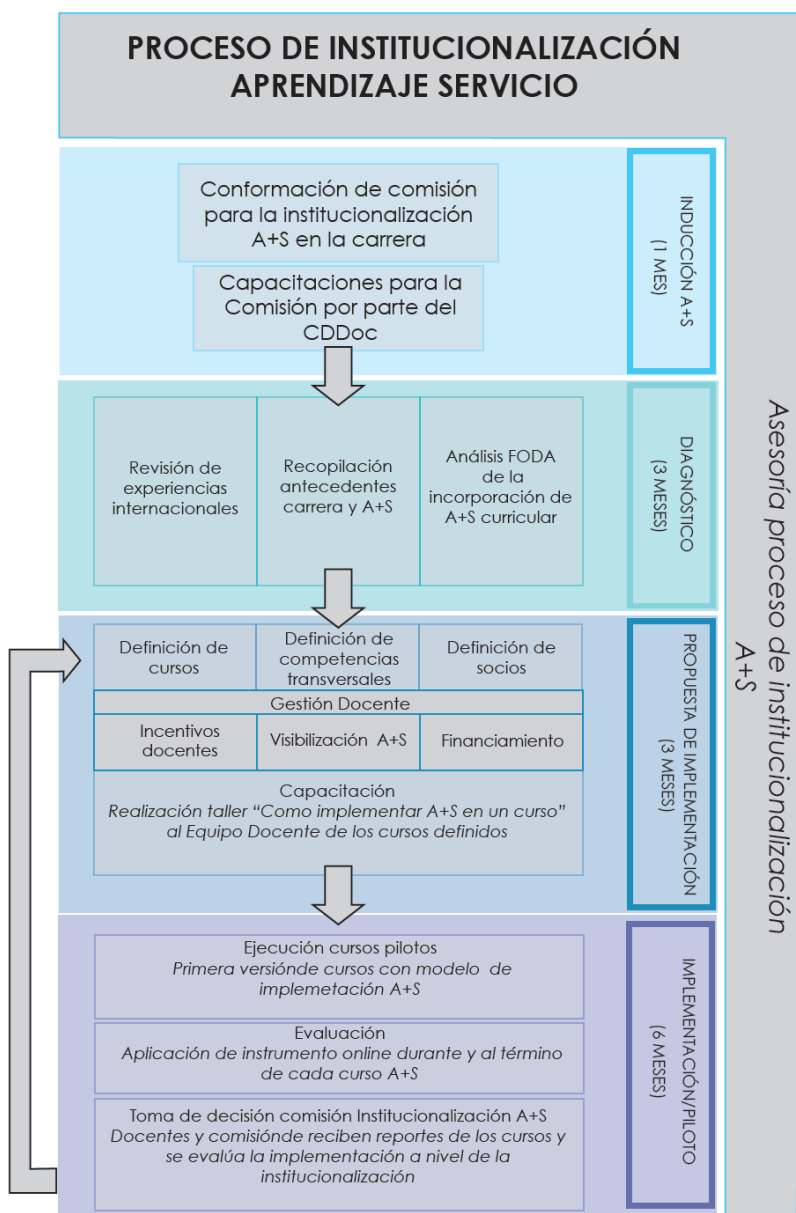 PROCESO DE INSTITUCIONALIZACIÓN
APRENDIZAJE SERVICIO
Conformación de comisión
para la institucionalización
A+S en la carrera
Capacitaciones para la
Comisión por parte del
CDDoc
INDUCCIÓN A+S
(1 MES)
Revisión de
experiencias
internacionales
Recopilación
antecedentes
carrera y A+S
Análisis FODA
de la
incorporación de
A+S curricular
DIAGNÓSTICO
(3 MESES)
Definición de
cursos
Definición de
competencias
transversales
Definición de
socios
Gestión Docente
Incentivos
docentes
Visibilización A+S
Financiamiento
Capacitación
Realización taller “Como implementar A+S en un curso”
al Equipo Docente de los cursos definidos
PROPUESTA DE IMPLEMENTACIÓN
(3 MESES)
Ejecución cursos pilotos
Primera versiónde cursos con modelo de
implemetación A+S
Evaluación
Aplicación de instrumento online durante y al término
de cada curso A+S
Toma de decisión comisión Institucionalización A+S
Docentes y comisiónde reciben reportes de los cursos y
se evalúa la implementación a nivel de la
institucionalización
IMPLEMENTACIÓN/PILOTO
(6 MESES)
Asesoría proceso de institucionalización
A+S